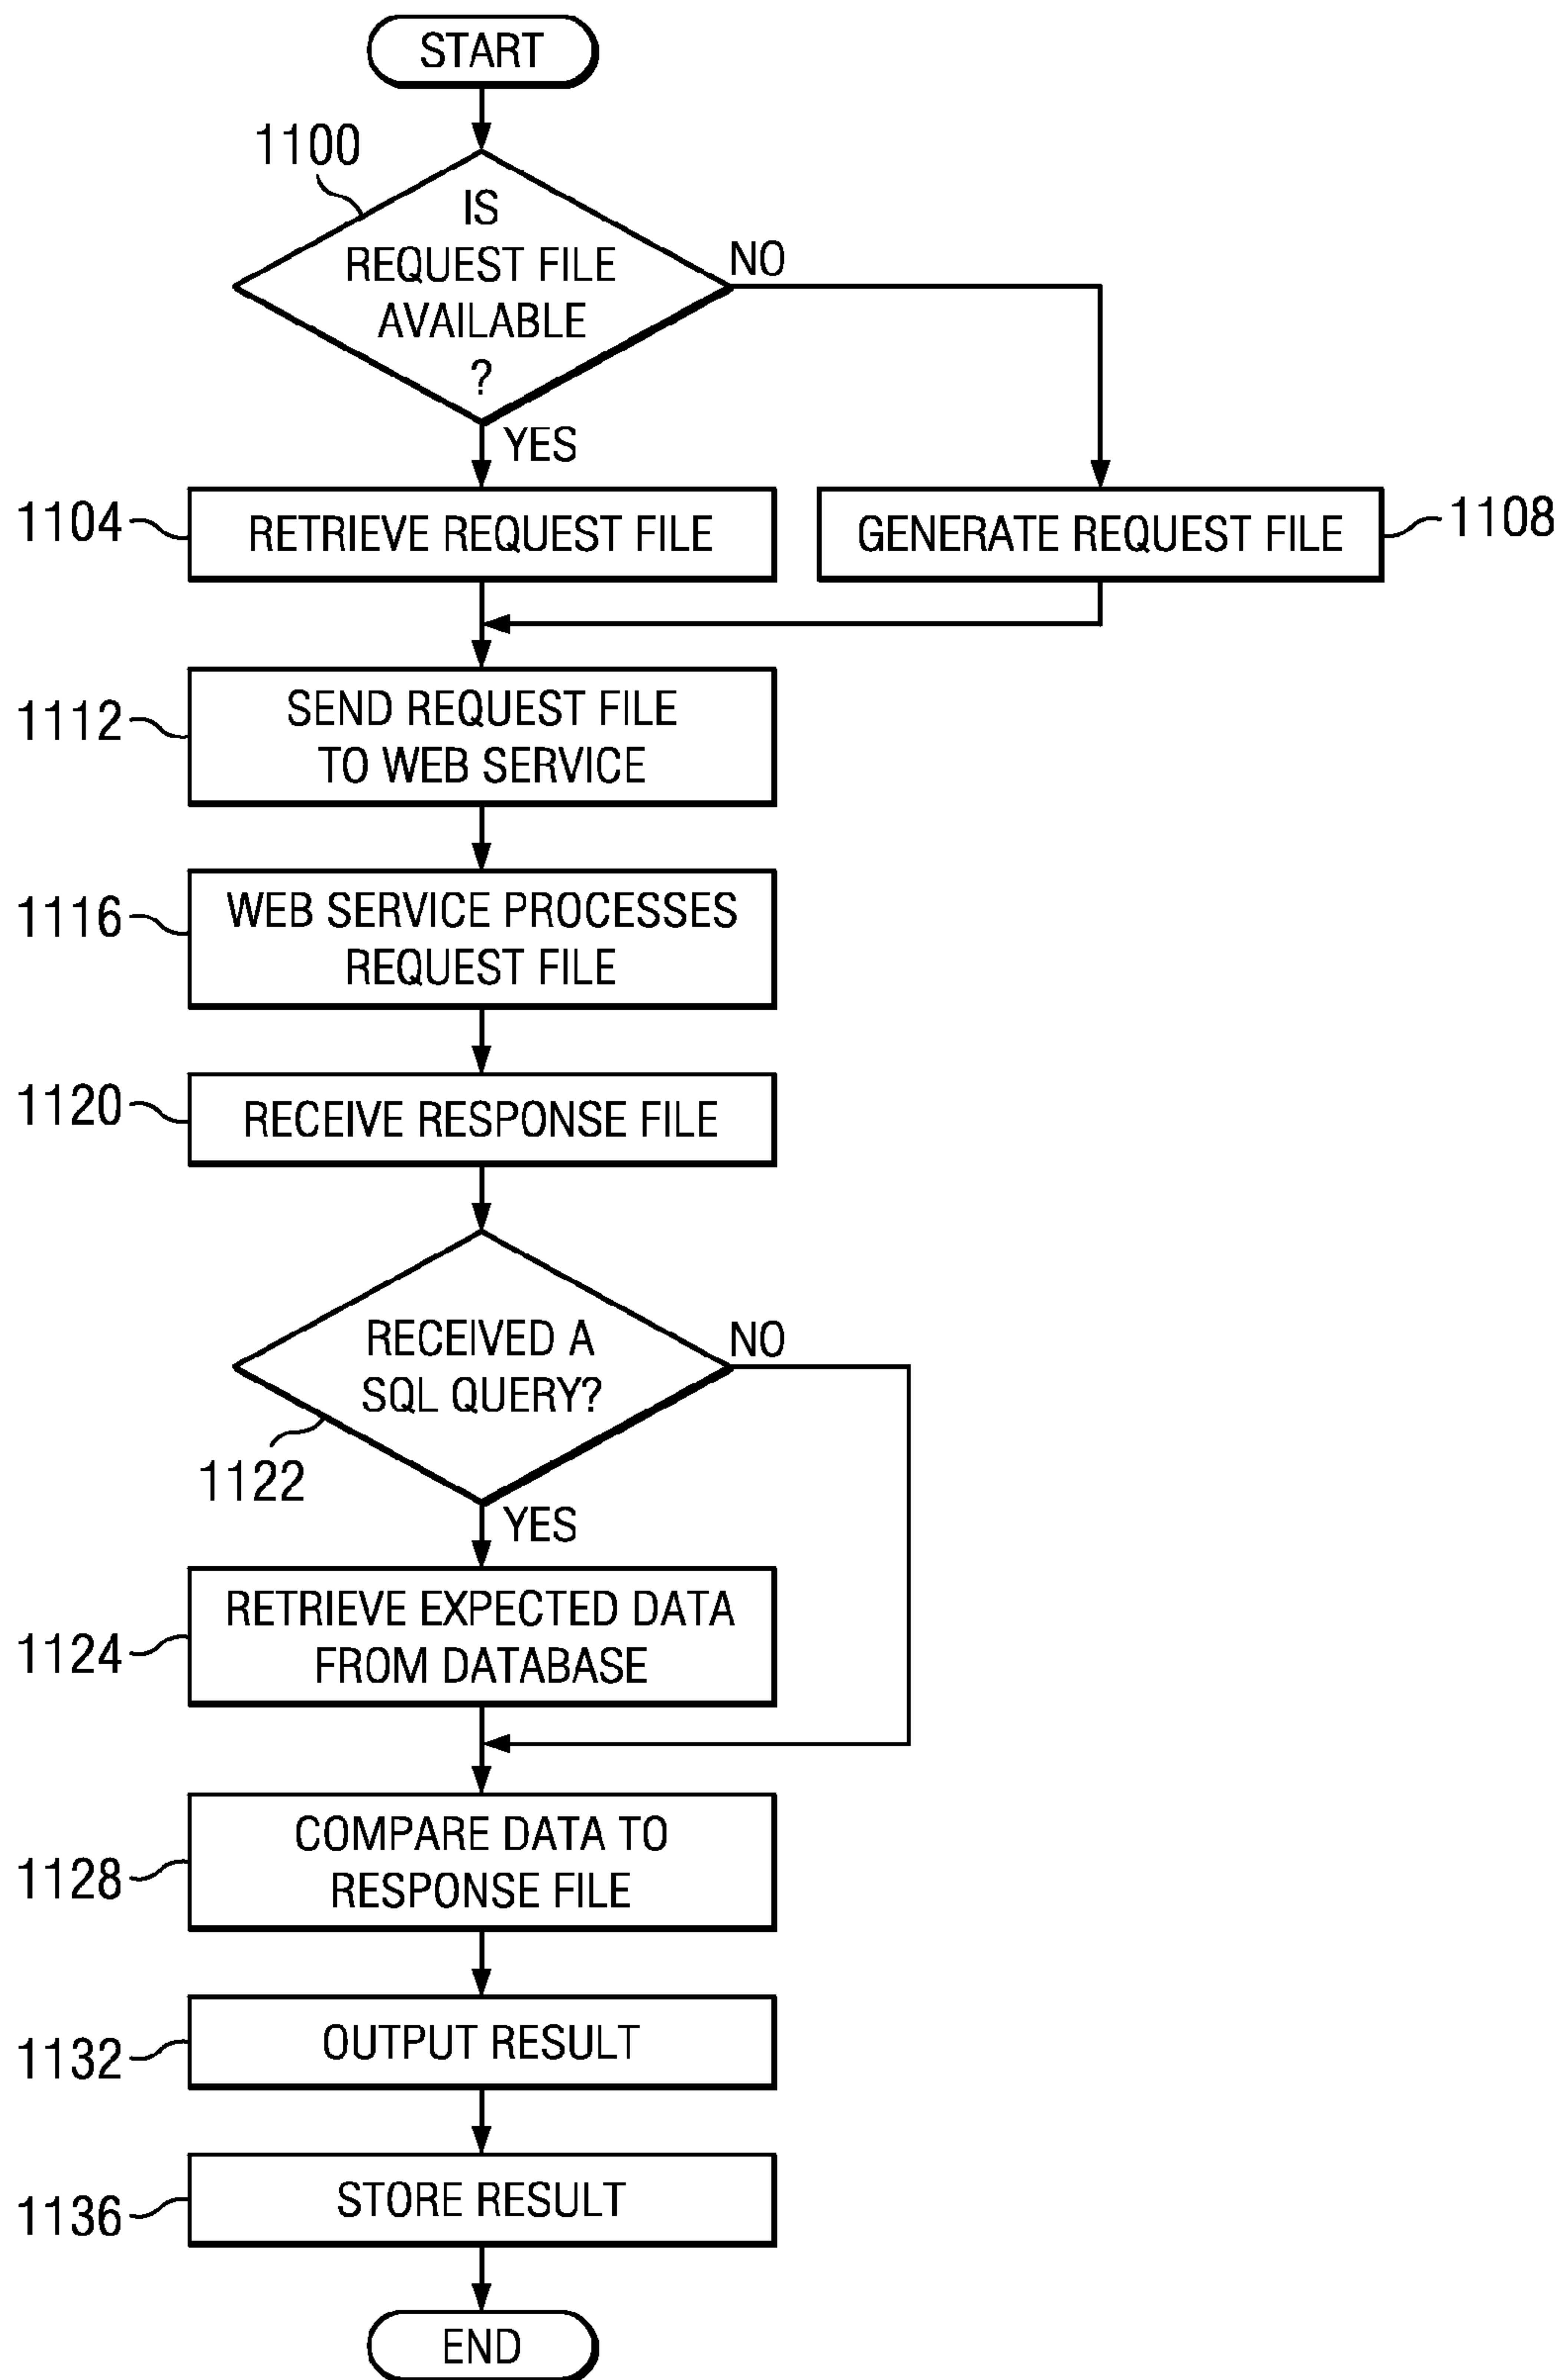 START
1100
IS
REQUEST FILE
AVAILABLE
?
NO
YES
1104
RETRIEVE REQUEST FILE
GENERATE REQUEST FILE
1108
1112
SEND REQUEST FILE
TO WEB SERVICE
1116
WEB SERVICE PROCESSES
REQUEST FILE
1120
RECEIVE RESPONSE FILE
RECEIVED A
SQL QUERY?
NO
1122
YES
1124
RETRIEVE EXPECTED DATA
FROM DATABASE
1128
COMPARE DATA TO
RESPONSE FILE
1132
OUTPUT RESULT
1136
STORE RESULT
END